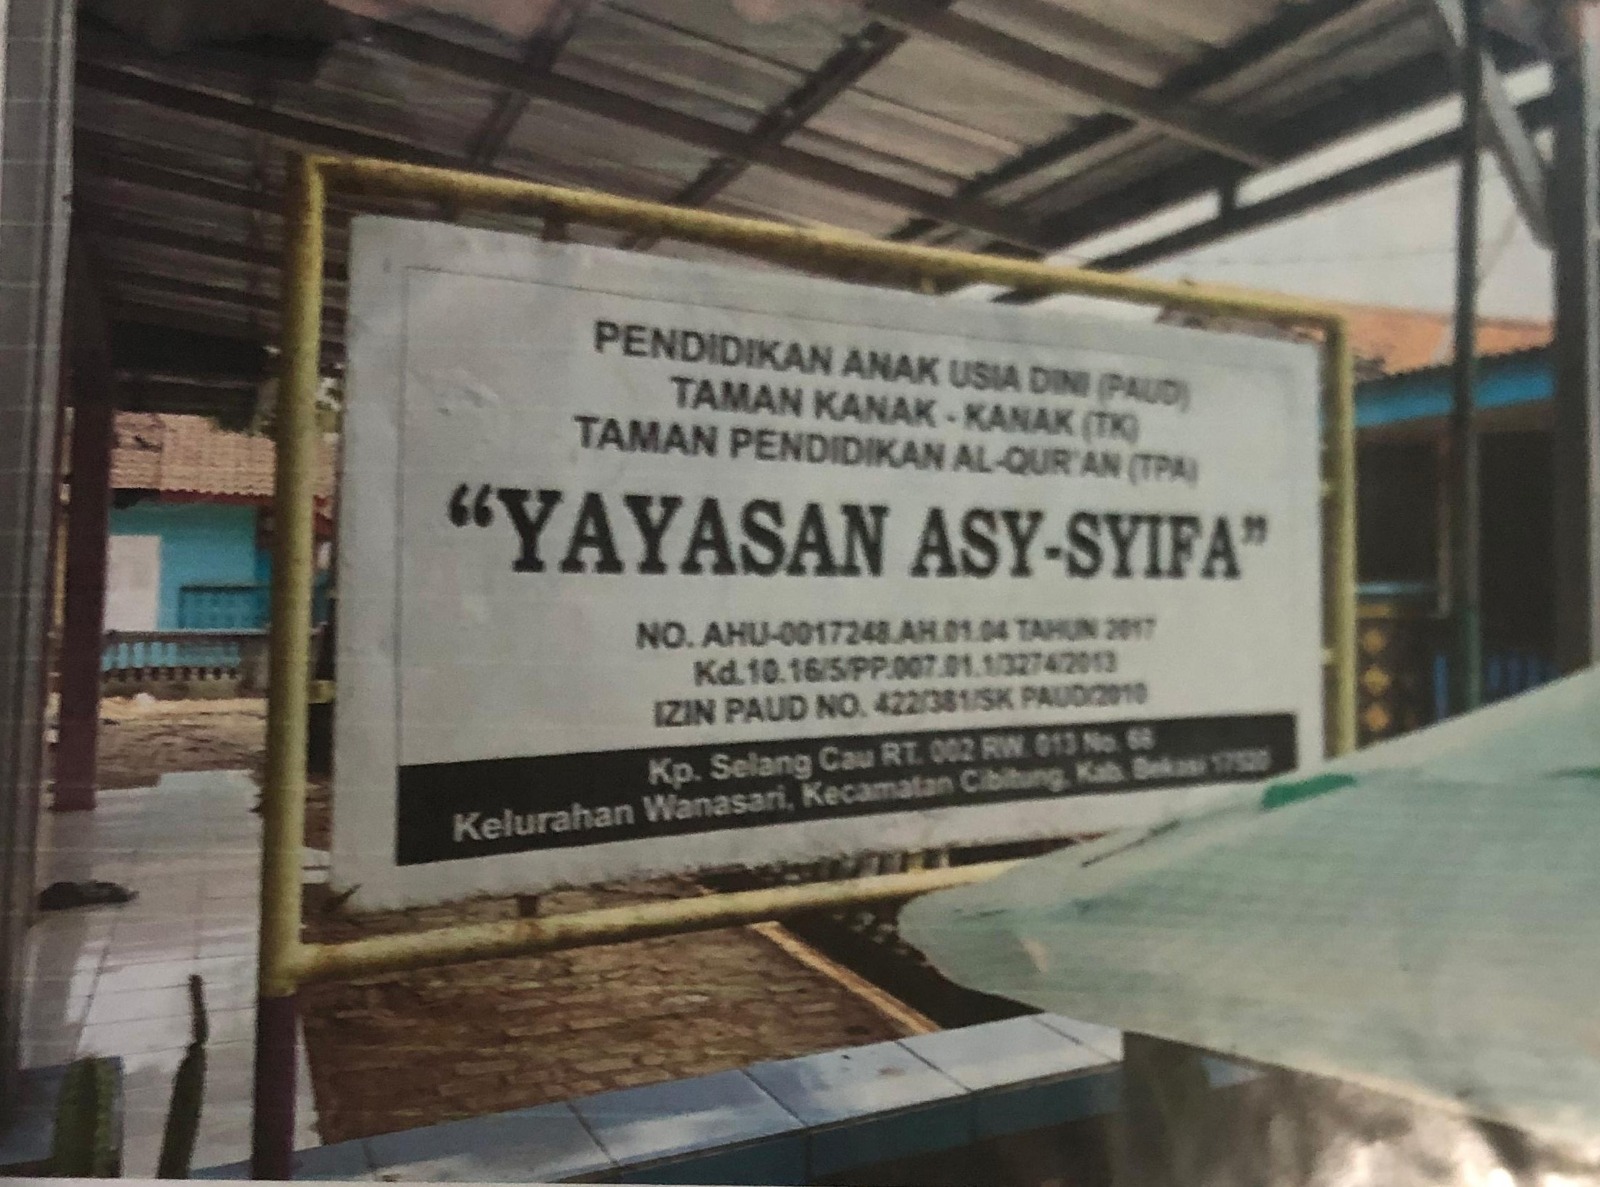 PENDIDIKAN ANAK USIA DINI (PAUD)
TAMAN KANAK - KANAK (TK)
TAMAN PENDIDIKAN AL-QUR'AN (TPA)
“YAYASAN ASY-SYIFA”
NO. AHU-0017248.AH.01.04 TAHUN 2017
Kd.10.16/5/PP.007.01.1/3274/2013
IZIN PAUD NO. 422/381/SK PAUD/2010
Kp. Selang Cau RT. 002 RW. 013 No. 66
Kelurahan Wanasari, Kecamatan Cibitung, Kab. Bekasi 17520